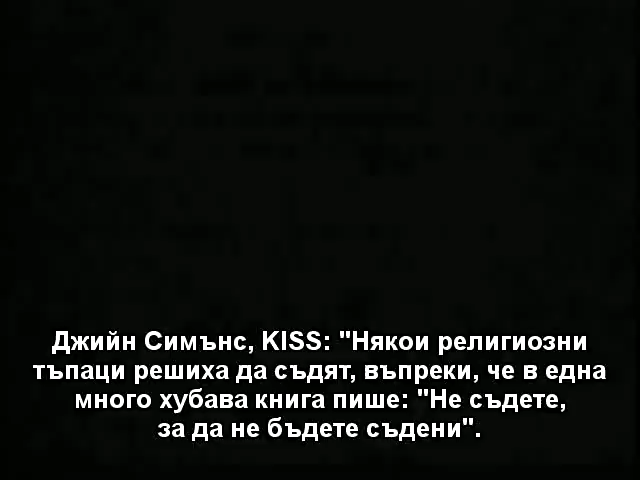 Джийн Симънс, KISS: "Някои религиозни
тъпаци решиха да съдят, въпреки, че в една
много хубава книга пише: "Не съдете,
за да не бъдете съдени".